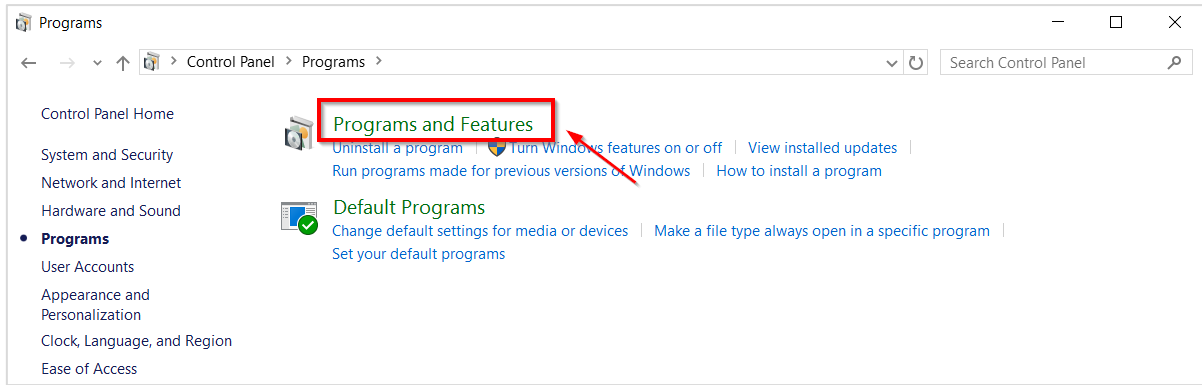 Programs
Control Panel > Programs >
Search Control Panel
Control Panel Home
System and Security
Network and Internet
Hardware and Sound
Programs
User Accounts
Appearance and
Personalization
Clock, Language, and Region
Ease of Access
Programs and Features
Uninstall a program | Turn Windows features on or off | View installed updates |
Run programs made for previous versions of Windows | How to install a program
Default Programs
Change default settings for media or devices | Make a file type always open in a specific program |
Set your default programs